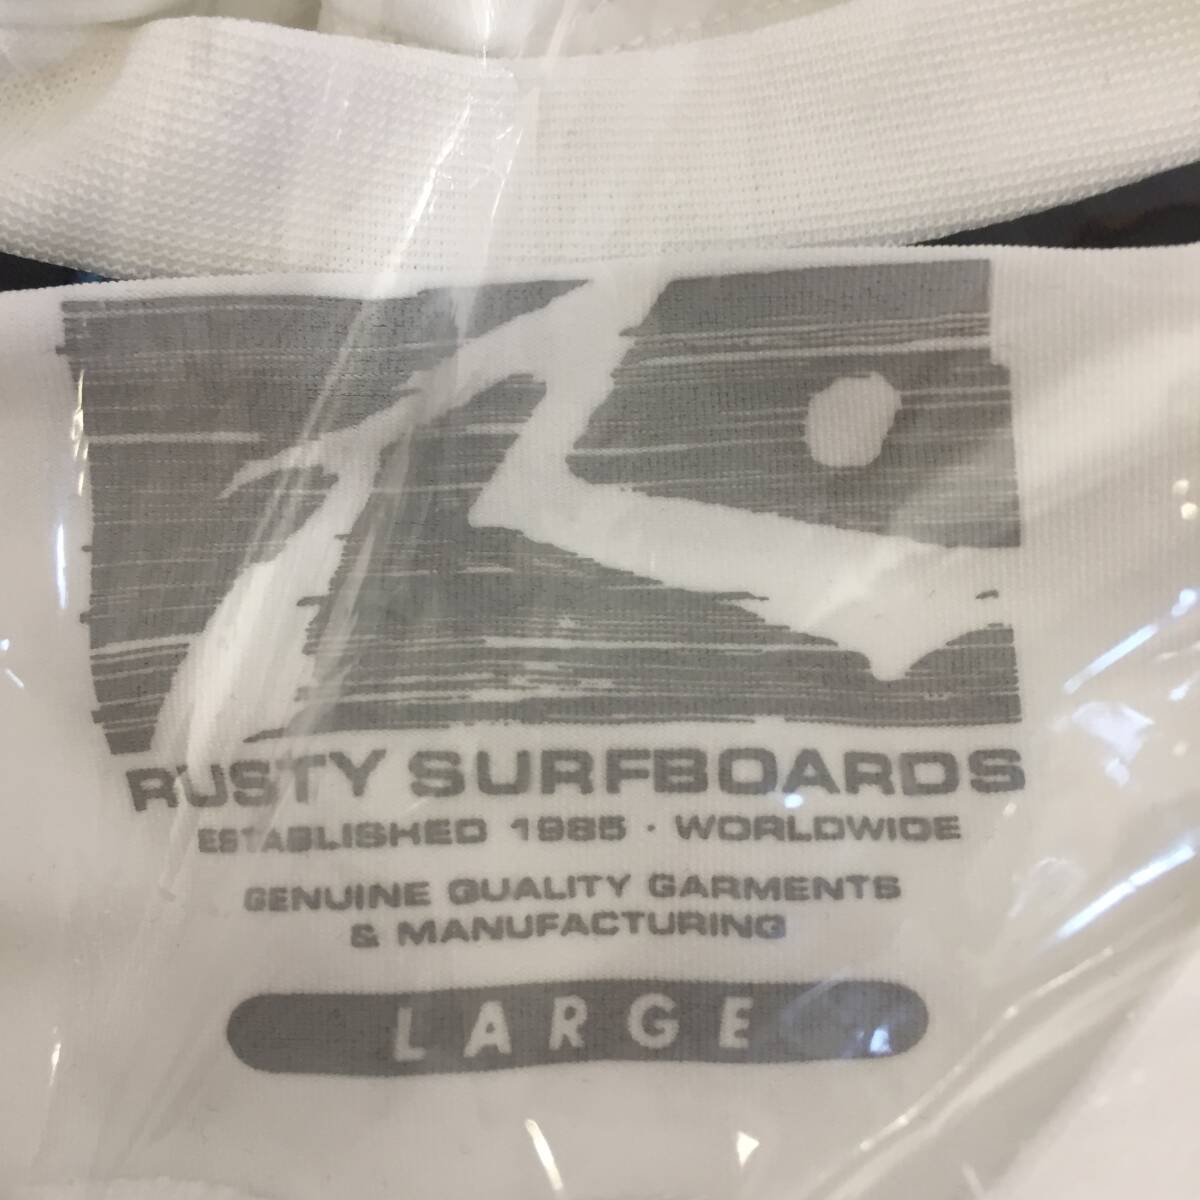 RUSTY SURFBOARDS
ESTABLISHED 1985 · WORLDWIDE
GENUINE QUALITY GARMENTS
& MANUFACTURING
LARGE